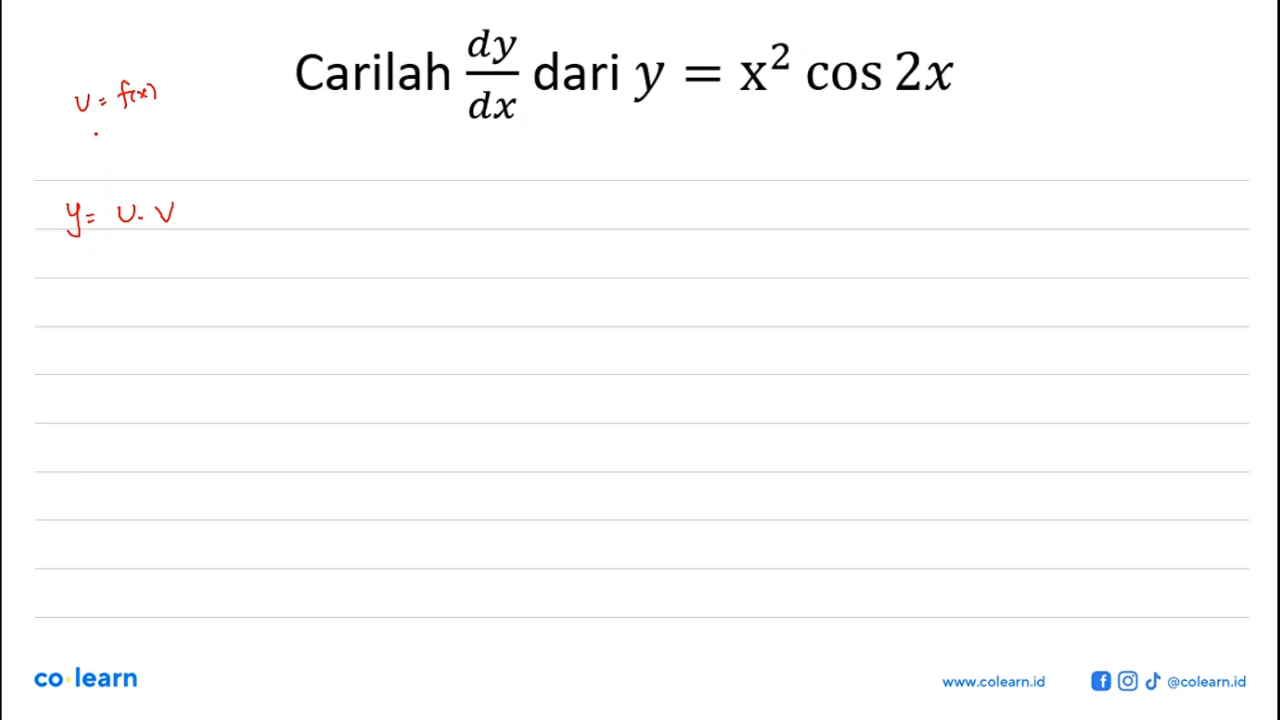 Carilah dy/dx dari y = x² cos 2x
U = f(x)
y = U. V
co•learn
www.colearn.id @colearn.id